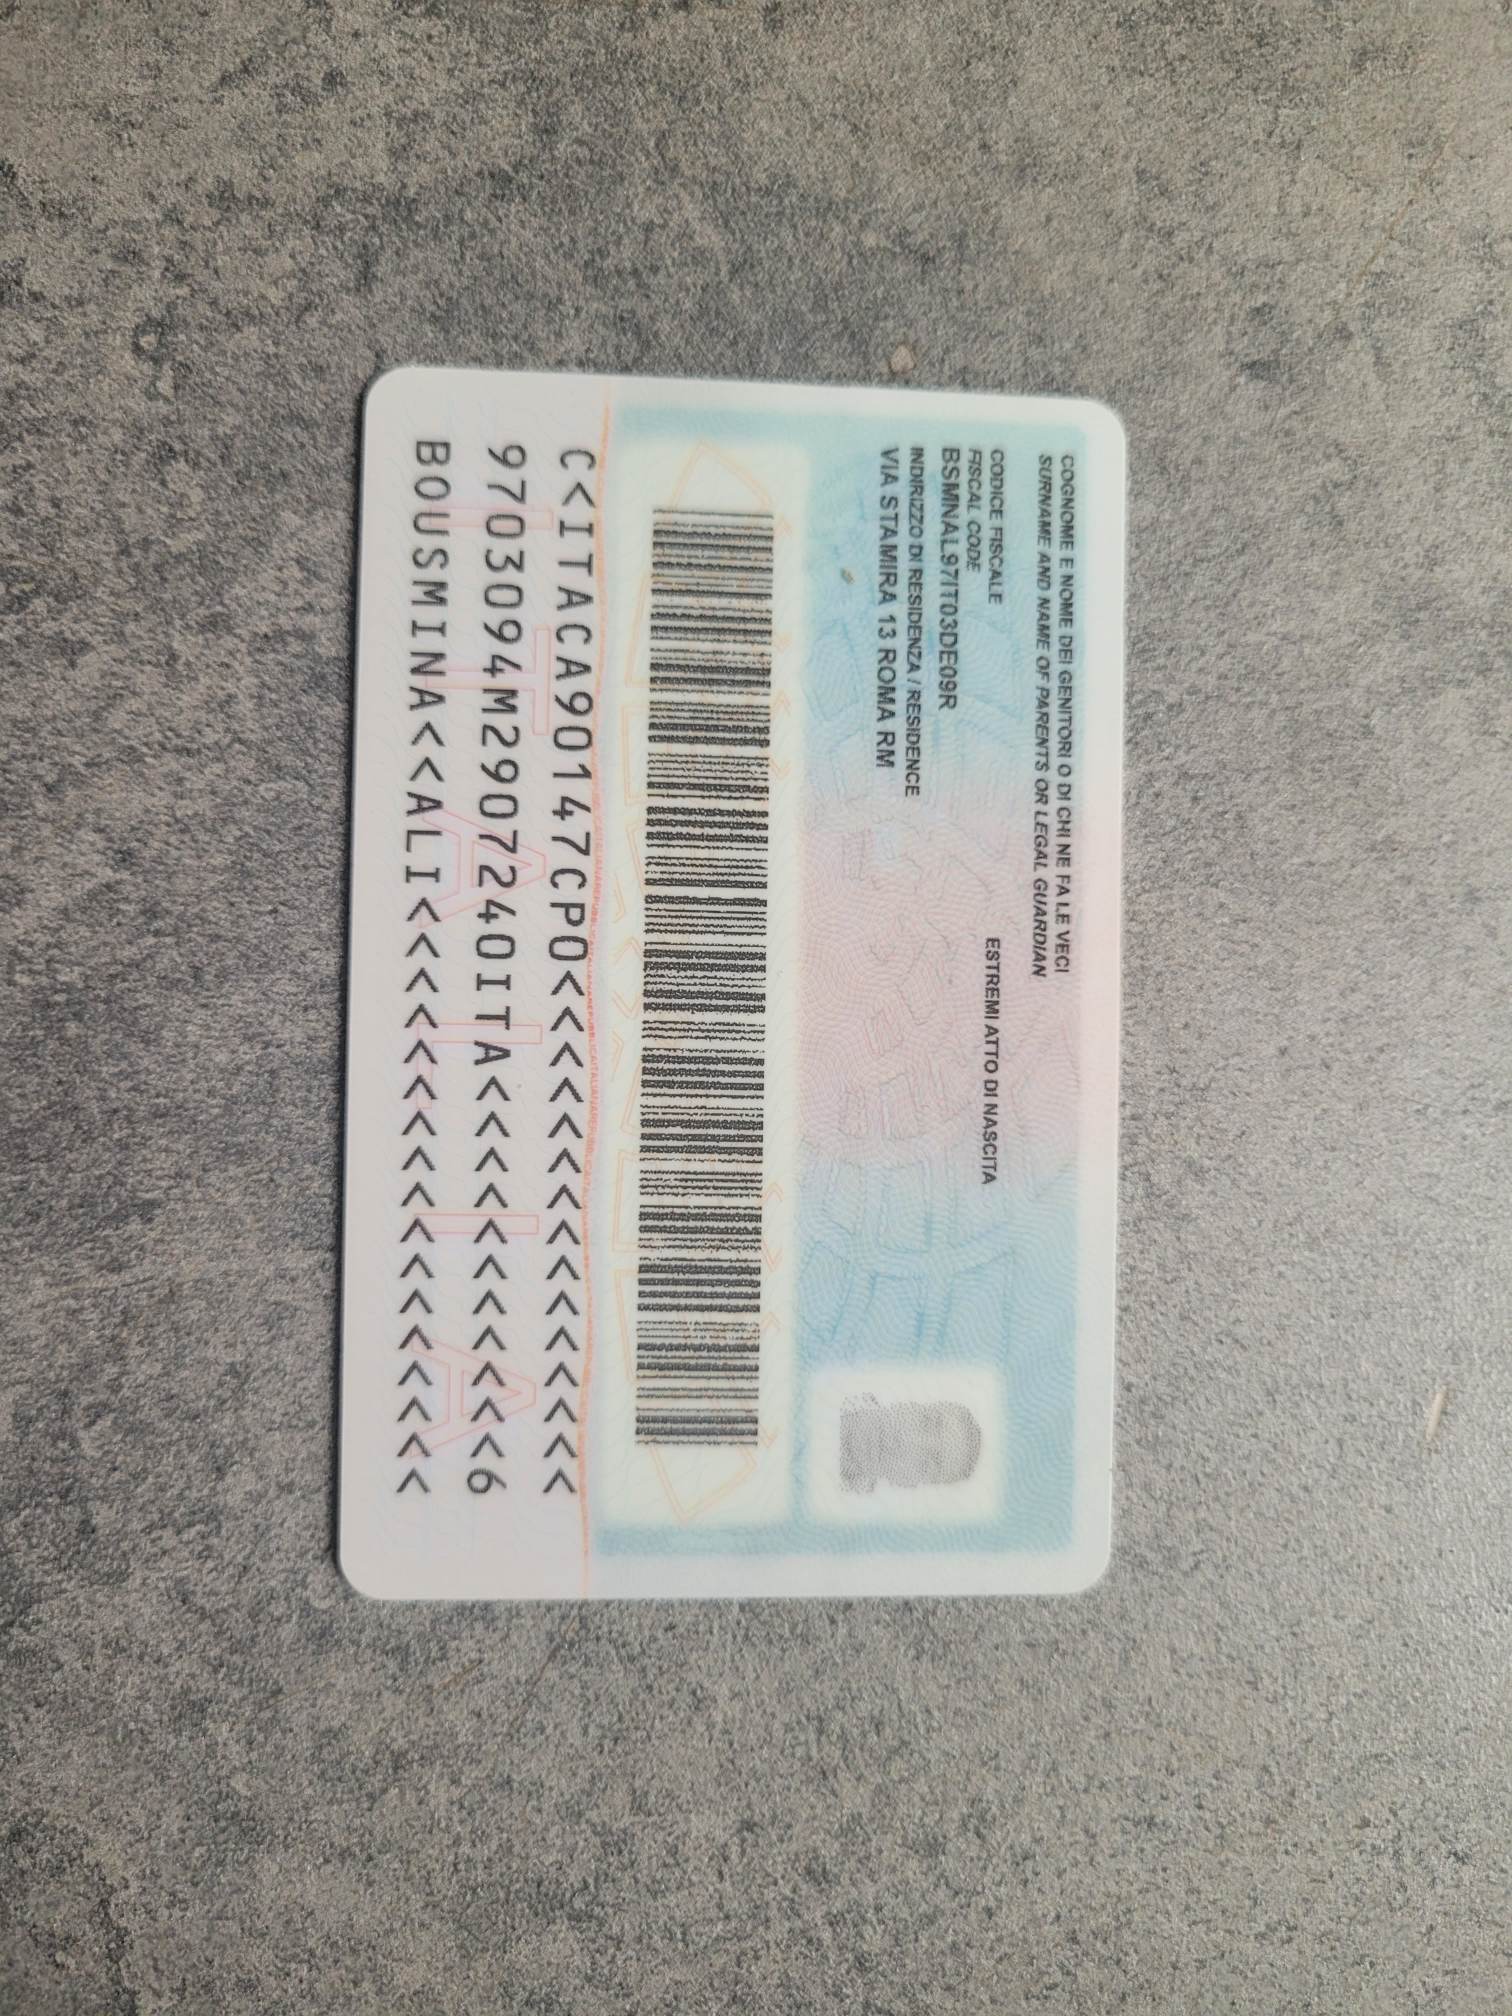 COGNOME E NOME DEI GENITORI O DI CHI NE FA LE VECI
SURNAME AND NAME OF PARENTS OR LEGAL GUARDIAN
CODICE FISCALE
FISCAL CODE
BSMNAL97IT03DE09R
ESTREMI ATTO DI NASCITA
INDIRIZZO DI RESIDENZA / RESIDENCE
VIA STAMIRA 13 ROMA RM
C<ITACA90147CPO<<<<<<<<<<<<<<<
9703094M2907240ITA<<<<<<<<<<<6
BOUSMINA<<ALI<<<<<<<<<<<<<<<<<
ITALIA